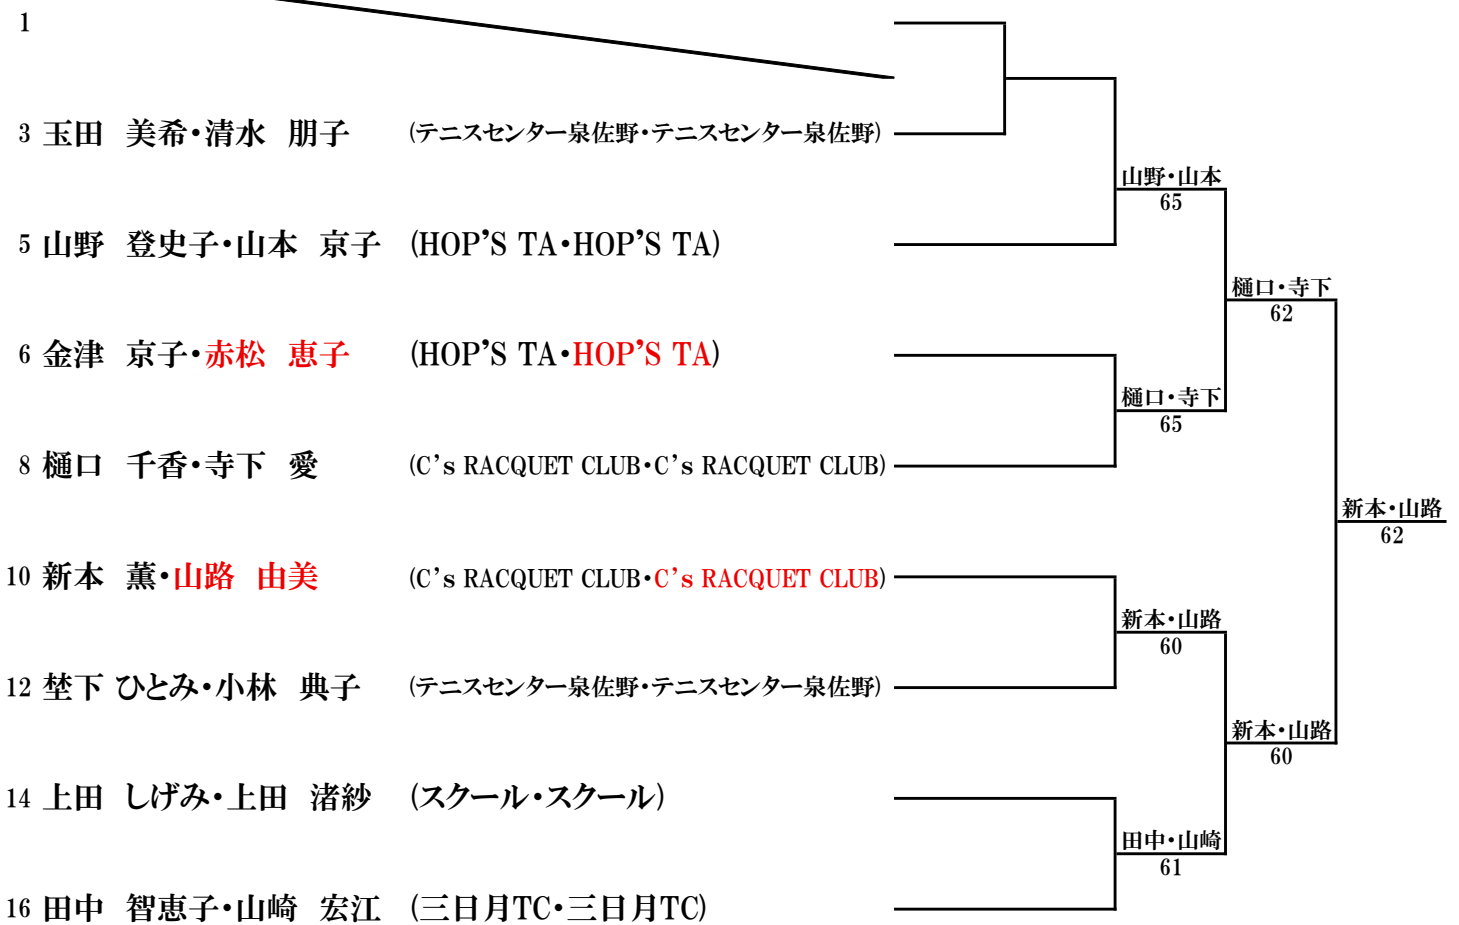 1
3 玉田 美希・清水 朋子 (テニスセンター泉佐野・テニスセンター泉佐野)
山野・山本
65
5 山野 登史子・山本 京子 (HOP’S TA・HOP’S TA)
樋口・寺下
62
6 金津 京子・赤松 恵子 (HOP’S TA・HOP’S TA)
樋口・寺下
65
8 樋口 千香・寺下 愛 (C’s RACQUET CLUB・C’s RACQUET CLUB)
新本・山路
62
10 新本 薫・山路 由美 (C’s RACQUET CLUB・C’s RACQUET CLUB)
新本・山路
60
12 埜下 ひとみ・小林 典子 (テニスセンター泉佐野・テニスセンター泉佐野)
新本・山路
60
14 上田 しげみ・上田 渚紗 (スクール・スクール)
田中・山崎
61
16 田中 智恵子・山崎 宏江 (三日月TC・三日月TC)